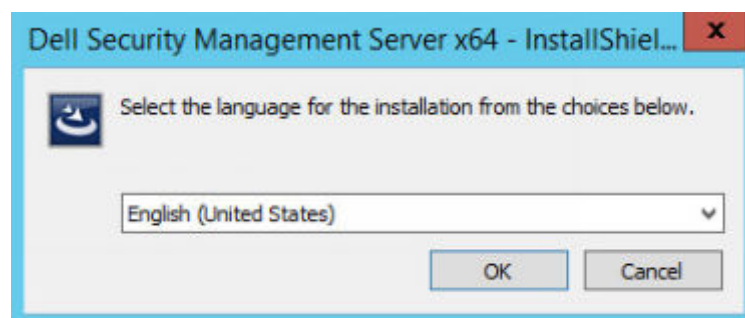 Dell Security Management Server x64 - InstallShiel...
x
Select the language for the installation from the choices below.
English (United States)
OK
Cancel